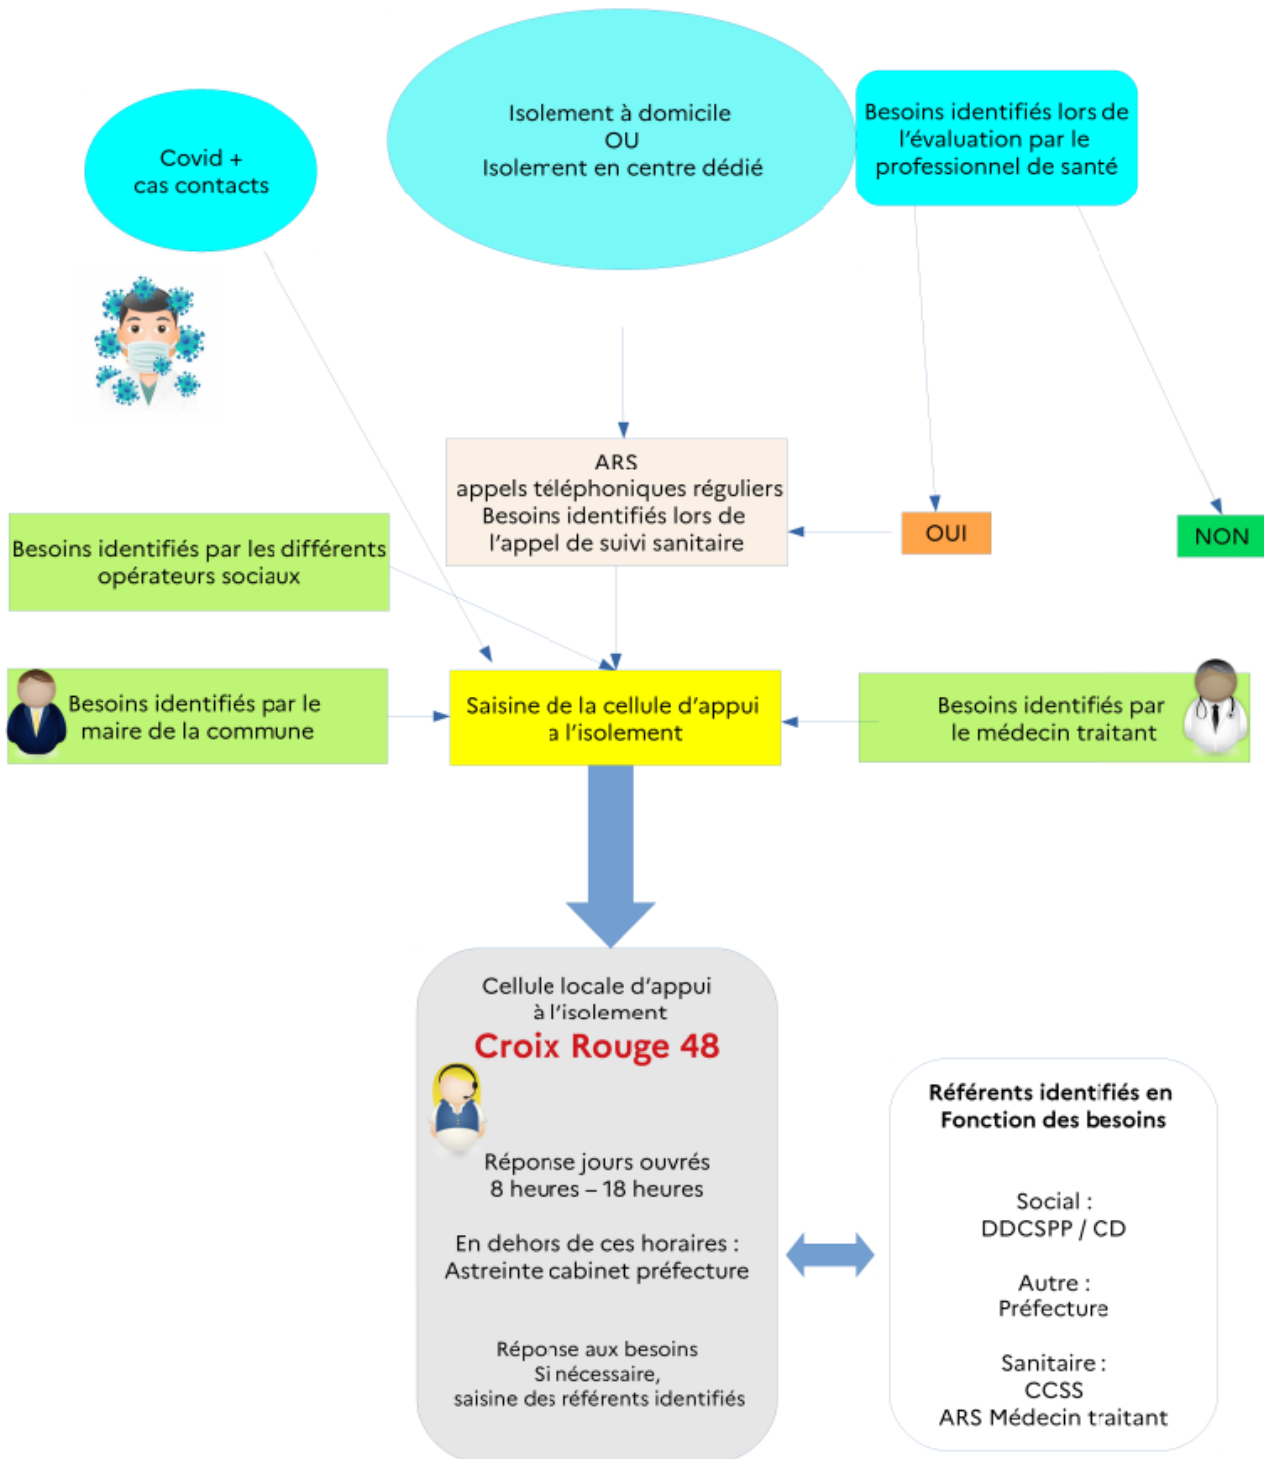 Covid +
cas contacts
Isolement à domicile
OU
Isolement en centre dédié
Besoins identifiés lors de
l'évaluation par le
professionnel de santé
ARS
appels téléphoniques réguliers
Besoins identifiés lors de
l'appel de suivi sanitaire
OUI
NON
Besoins identifiés par les différents
opérateurs sociaux
Besoins identifiés par le
maire de la commune
Saisine de la cellule d'appui
a l'isolement
Besoins identifiés par
le médecin traitant
Cellule locale d'appui
à l'isolement
Croix Rouge 48
Réponse jours ouvrés
8 heures – 18 heures
En dehors de ces horaires :
Astreinte cabinet préfecture
Réponse aux besoins
Si nécessaire,
saisine des référents identifiés
Référents identifiés en
Fonction des besoins
Social :
DDCSPP / CD
Autre :
Préfecture
Sanitaire :
CCSS
ARS Médecin traitant